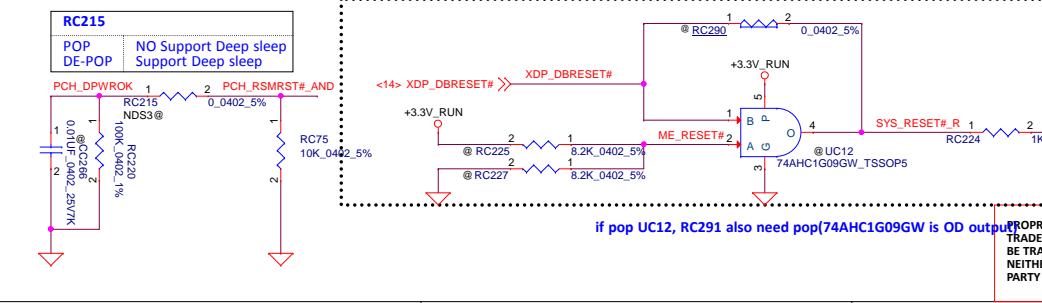 RC215
POP NO Support Deep sleep
DE-POP Support Deep sleep
PCH_DPWROK
PCH_RSMRST#_AND
1 2
RC215 0_0402_5%
NDS3@
1
2
@CC266
0.01UF_0402_25V7K
1
2
RC220
100K_0402_1%
1
2
RC75
10K_0402_5%
1 2
@ RC290 0_0402_5%
<14> XDP_DBRESET#
XDP_DBRESET#
+3.3V_RUN
+3.3V_RUN
5
1 B P
O 4
ME_RESET# 2 A G
3
@UC12
74AHC1G09GW_TSSOP5
2 1
@ RC225 8.2K_0402_5%
2 1
@ RC227 8.2K_0402_5%
SYS_RESET#_R
1 2
RC224 1K
if pop UC12, RC291 also need pop(74AHC1G09GW is OD output)
PROPR
TRADE
BE TRA
NEITHE
PARTY